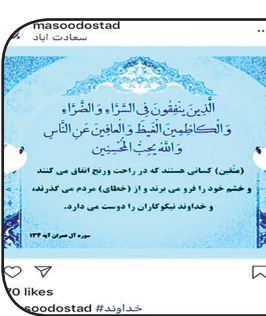 masoodostad
سعادت اباد
الَّذِينَ يُنْفِقُونَ فِي السَّرَّاءِ وَ الضَّرَّاءِ
وَ الْكَاظِمِينَ الْغَيْظَ وَ الْعافِينَ عَنِ النَّاسِ
وَ اللَّهُ يُحِبُّ الْمُحْسِنِينَ
(متقین) کسانی هستند که در راحت ورنج انفاق می کنند
و خشم خود را فرو می برند و از (خطای) مردم می گذرند،
و خداوند نیکوکاران را دوست می دارد.
سوره آل عمران آیه ۱۳۴
70 likes
soodostad #خداوند